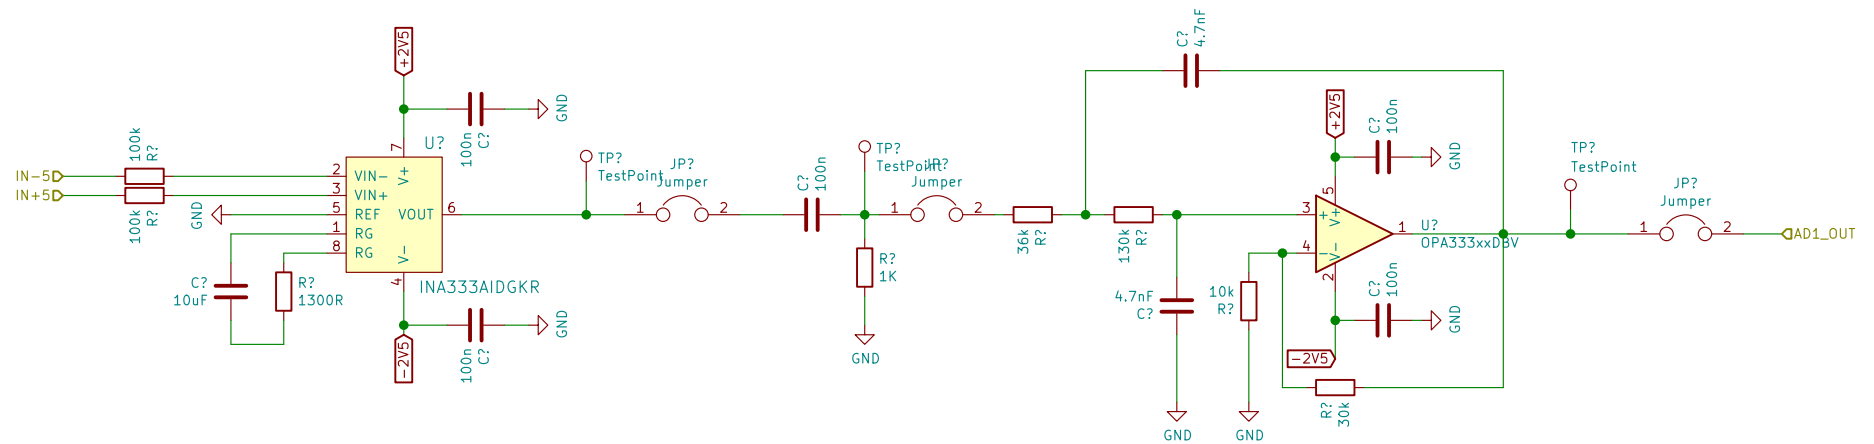 IN-5
IN+5
100k
R?
100k
R?
GND
+2V5
100n
C?
GND
U?
INA333AIDGKR
7
V+
2
VIN-
3
VIN+
5
REF
1
RG
8
RG
VOUT
6
V-
4
C?
10uF
R?
1300R
-2V5
100n
C?
GND
TP?
TestPoint
JP?
Jumper
1
2
C?
100n
TP?
TestPoint
JP?
Jumper
1
2
R?
1K
GND
36k
R?
130k
R?
C?
4.7nF
4.7nF
C?
GND
10k
R?
GND
+2V5
C?
100n
GND
3
+
4
-
5
V+
V-
2
1
U?
OPA333xxDBV
C?
100n
GND
-2V5
R?
30k
TP?
TestPoint
JP?
Jumper
1
2
AD1_OUT